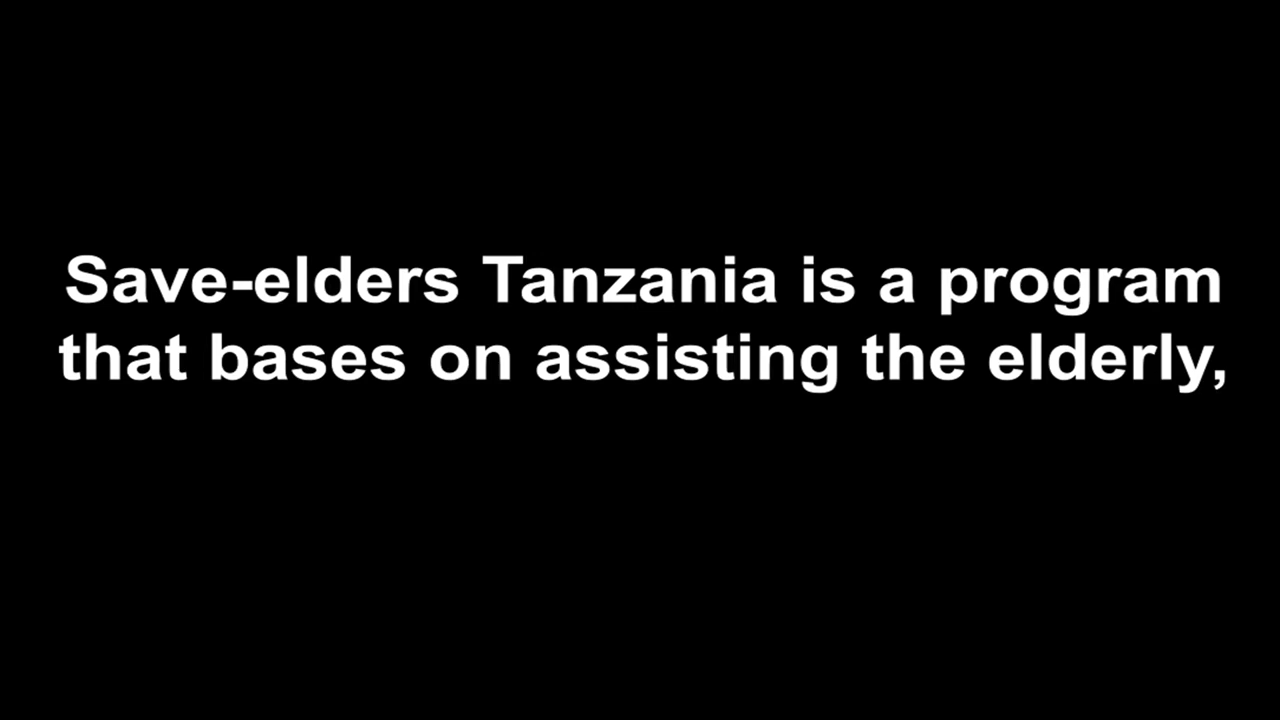 Save-elders Tanzania is a program
that bases on assisting the elderly,